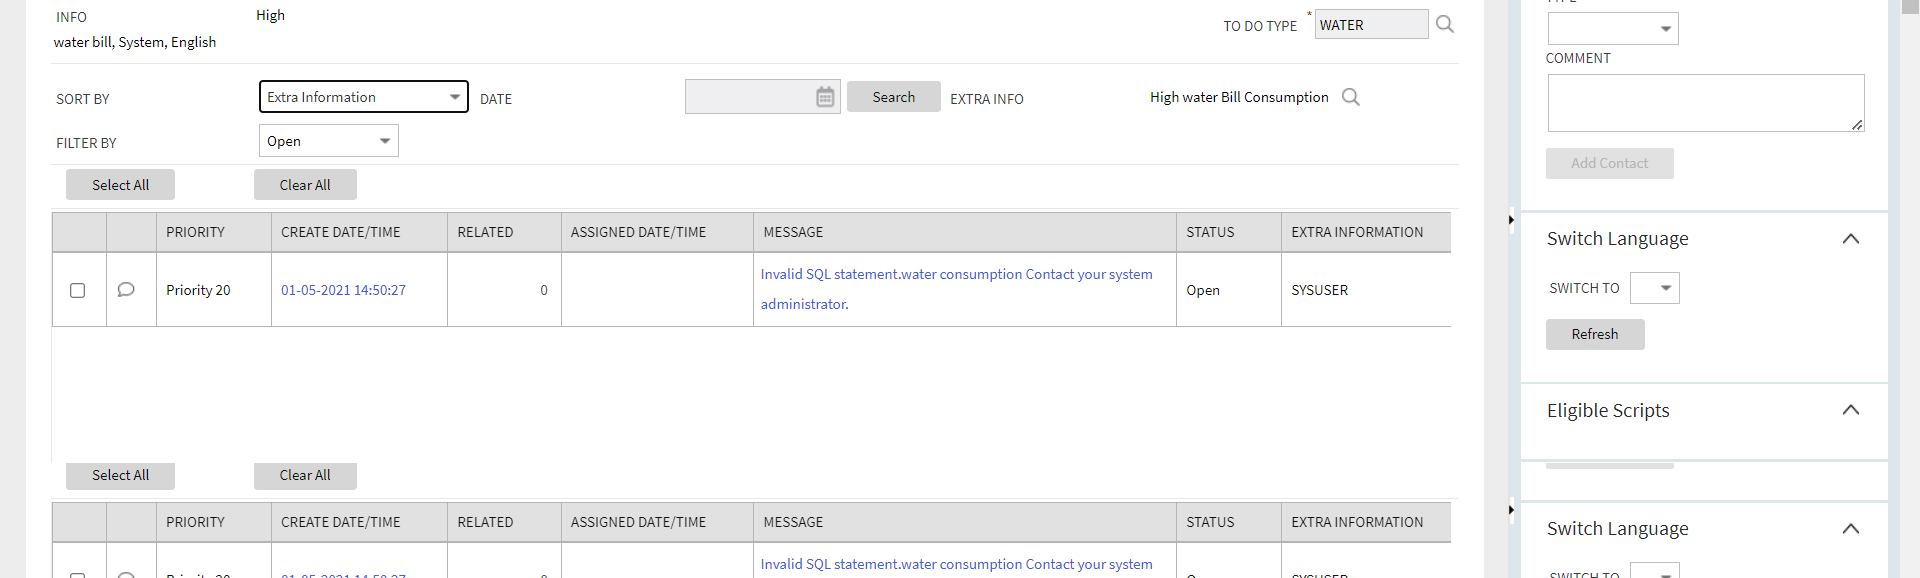 INFO High
water bill, System, English
TO DO TYPE * WATER
SORT BY Extra Information DATE Search EXTRA INFO High water Bill Consumption
FILTER BY Open
Select All Clear All
PRIORITY CREATE DATE/TIME RELATED ASSIGNED DATE/TIME MESSAGE STATUS EXTRA INFORMATION
Priority 20 01-05-2021 14:50:27 0 Invalid SQL statement.water consumption Contact your system
administrator. Open SYSUSER
Select All Clear All
PRIORITY CREATE DATE/TIME RELATED ASSIGNED DATE/TIME MESSAGE STATUS EXTRA INFORMATION
Invalid SQL statement.water consumption Contact your system
COMMENT
Add Contact
Switch Language
SWITCH TO
Refresh
Eligible Scripts
Switch Language
SWITCH TO